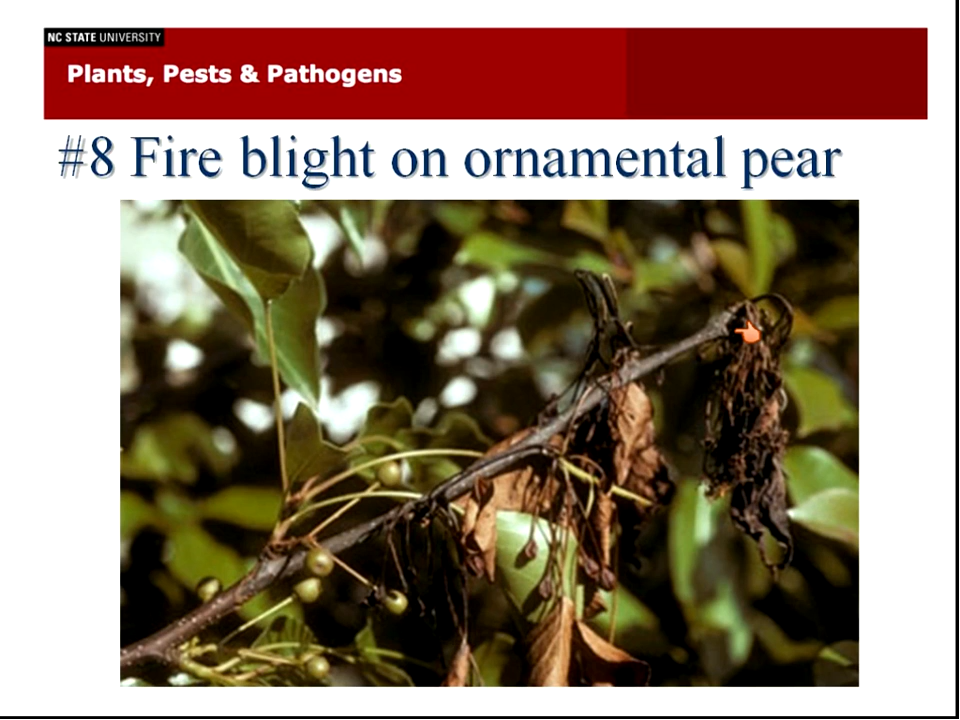 NC STATE UNIVERSITY
Plants, Pests & Pathogens
#8 Fire blight on ornamental pear